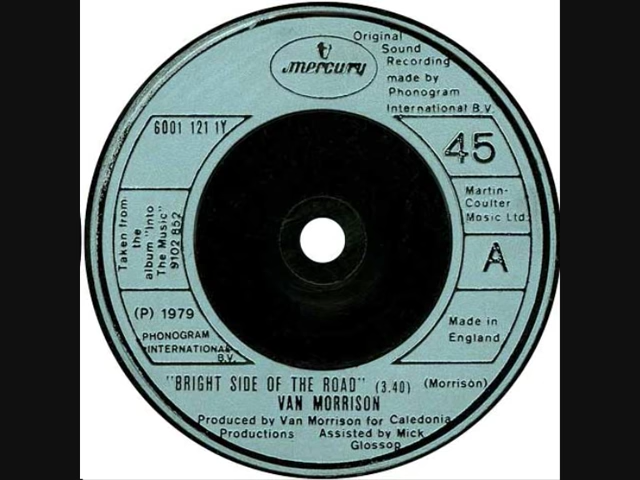 Original
Sound
Recording
made by
Phonogram
International B.V.
mercury
6001 121 1Y
45
Martin-
Coulter
Music Ltd
A
Taken from
the
album "Into
The Music"
9102 852
(P) 1979
PHONOGRAM
INTERNATIONAL
B.V.
Made in
England
"BRIGHT SIDE OF THE ROAD" (3.40) (Morrison)
VAN MORRISON
Produced by Van Morrison for Caledonia
Productions Assisted by Mick
Glossop